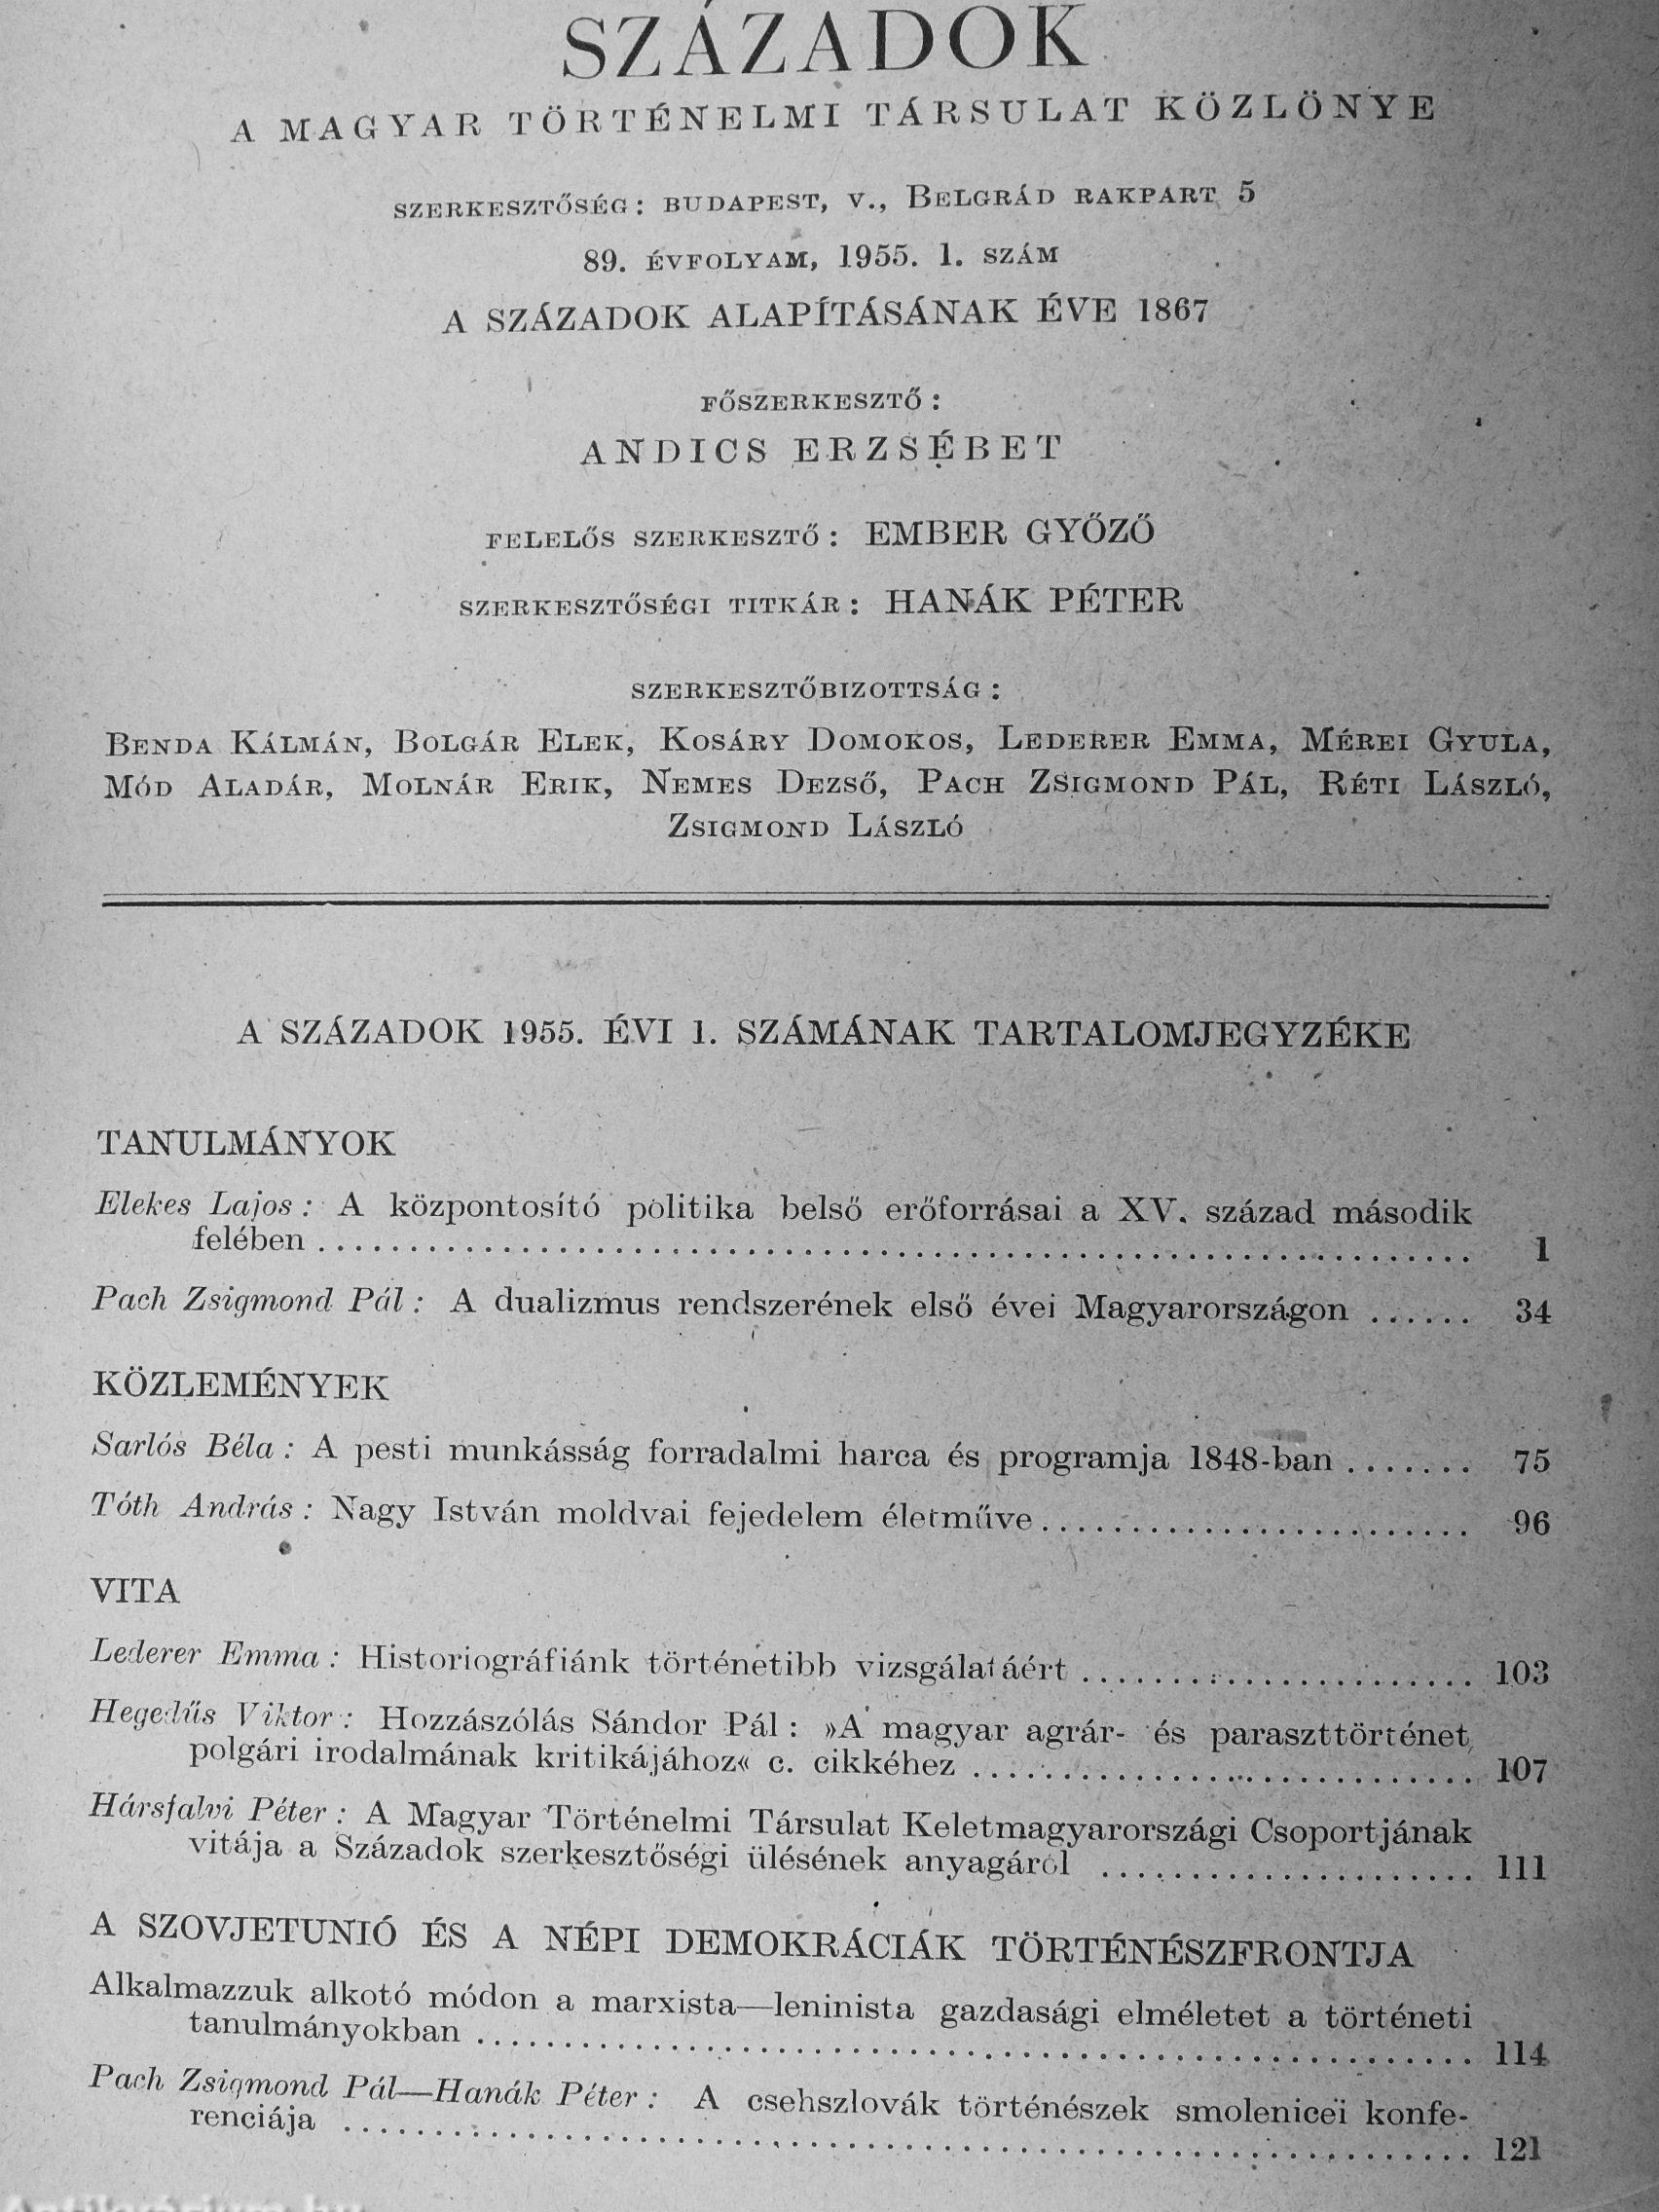 SZÁZADOK
A MAGYAR TÖRTÉNELMI TÁRSULAT KÖZLÖNYE
SZERKESZTŐSÉG: BUDAPEST, V., BELGRÁD RAKPART 5
89. ÉVFOLYAM, 1955. 1. SZÁM
A SZÁZADOK ALAPÍTÁSÁNAK ÉVE 1867
FŐSZERKESZTŐ:
ANDICS ERZSÉBET
FELELŐS SZERKESZTŐ: EMBER GYŐZŐ
SZERKESZTŐSÉGI TITKÁR: HANÁK PÉTER
SZERKESZTŐBIZOTTSÁG:
BENDA KÁLMÁN, BOLGÁR ELEK, KOSÁRY DOMOKOS, LEDERER EMMA, MÉREI GYULA,
MÓD ALADÁR, MOLNÁR ERIK, NEMES DEZSŐ, PACH ZSIGMOND PÁL, RÉTI LÁSZLÓ,
ZSIGMOND LÁSZLÓ
A SZÁZADOK 1955. ÉVI 1. SZÁMÁNAK TARTALOMJEGYZÉKE
TANULMÁNYOK
Elekes Lajos: A központosító politika belső erőforrásai a XV. század második
felében ........ 1
Pach Zsigmond Pál: A dualizmus rendszerének első évei Magyarországon ...... 34
KÖZLEMÉNYEK
Sarlós Béla: A pesti munkásság forradalmi harca és programja 1848-ban ....... 75
Tóth András: Nagy István moldvai fejedelem életműve ........ 96
VITA
Lederer Emma: Historiográfiánk történetibb vizsgálatáért ........ 103
Hegedűs Viktor: Hozzászólás Sándor Pál: »A magyar agrár- és paraszttörténet
polgári irodalmának kritikájához« c. cikkéhez ........ 107
Hársfalvi Péter: A Magyar Történelmi Társulat Keletmagyarországi Csoportjának
vitája a Századok szerkesztőségi ülésének anyagáról ........ 111
A SZOVJETUNIÓ ÉS A NÉPI DEMOKRÁCIÁK TÖRTÉNÉSZFRONTJA
Alkalmazzuk alkotó módon a marxista—leninista gazdasági elméletet a történeti
tanulmányokban ........ 114
Pach Zsigmond Pál—Hanák Péter: A csehszlovák történészek smolenicei konfe-
renciája ........ 121